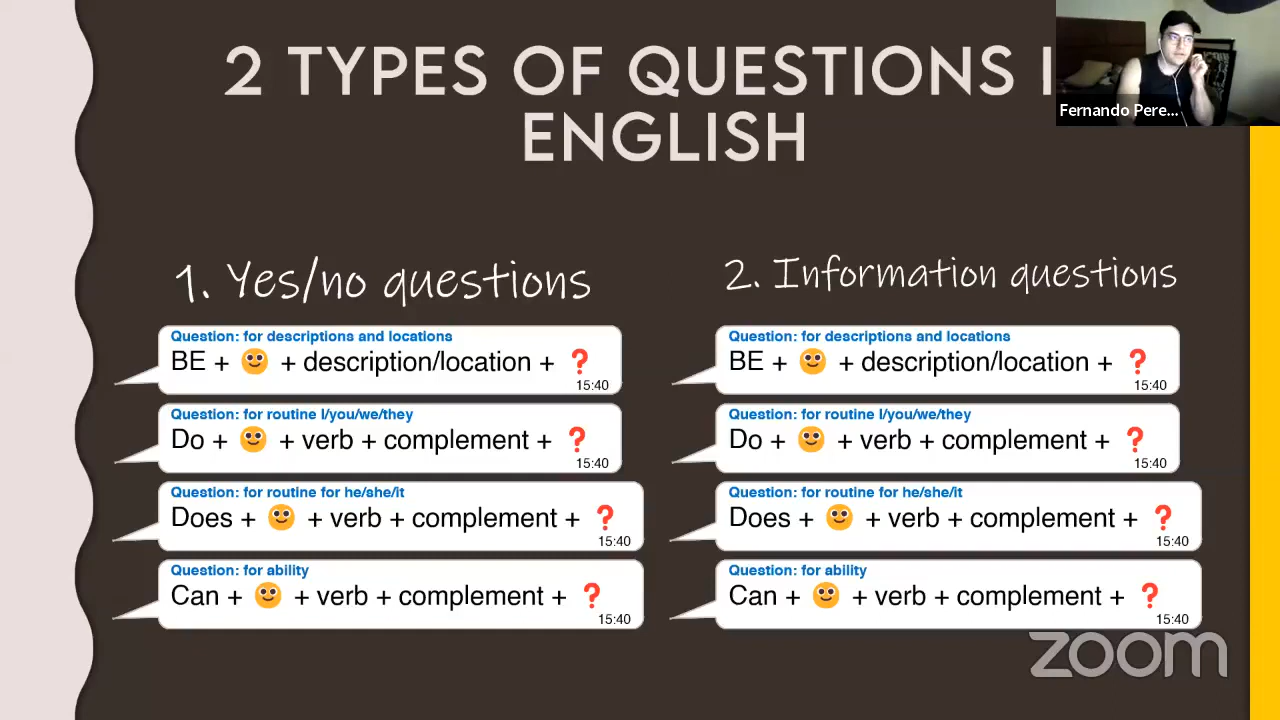 2 TYPES OF QUESTIONS I
ENGLISH
Fernando Pere...
1. Yes/no questions
Question: for descriptions and locations
BE + 🙂 + description/location + ❓
15:40
Question: for routine I/you/we/they
Do + 🙂 + verb + complement + ❓
15:40
Question: for routine for he/she/it
Does + 🙂 + verb + complement + ❓
15:40
Question: for ability
Can + 🙂 + verb + complement + ❓
15:40
2. Information questions
Question: for descriptions and locations
BE + 🙂 + description/location + ❓
15:40
Question: for routine I/you/we/they
Do + 🙂 + verb + complement + ❓
15:40
Question: for routine for he/she/it
Does + 🙂 + verb + complement + ❓
15:40
Question: for ability
Can + 🙂 + verb + complement + ❓
15:40
zoom